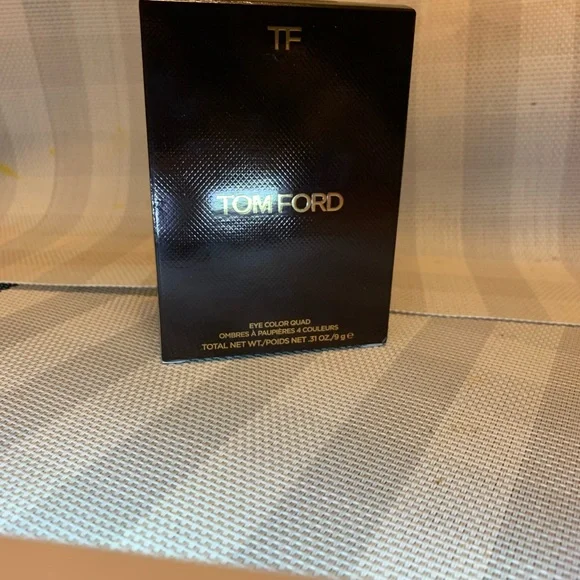 TF
TOM FORD
EYE COLOR QUAD
OMBRES À PAUPIÈRES 4 COULEURS
TOTAL NET WT./POIDS NET .31 OZ./9 g ℮